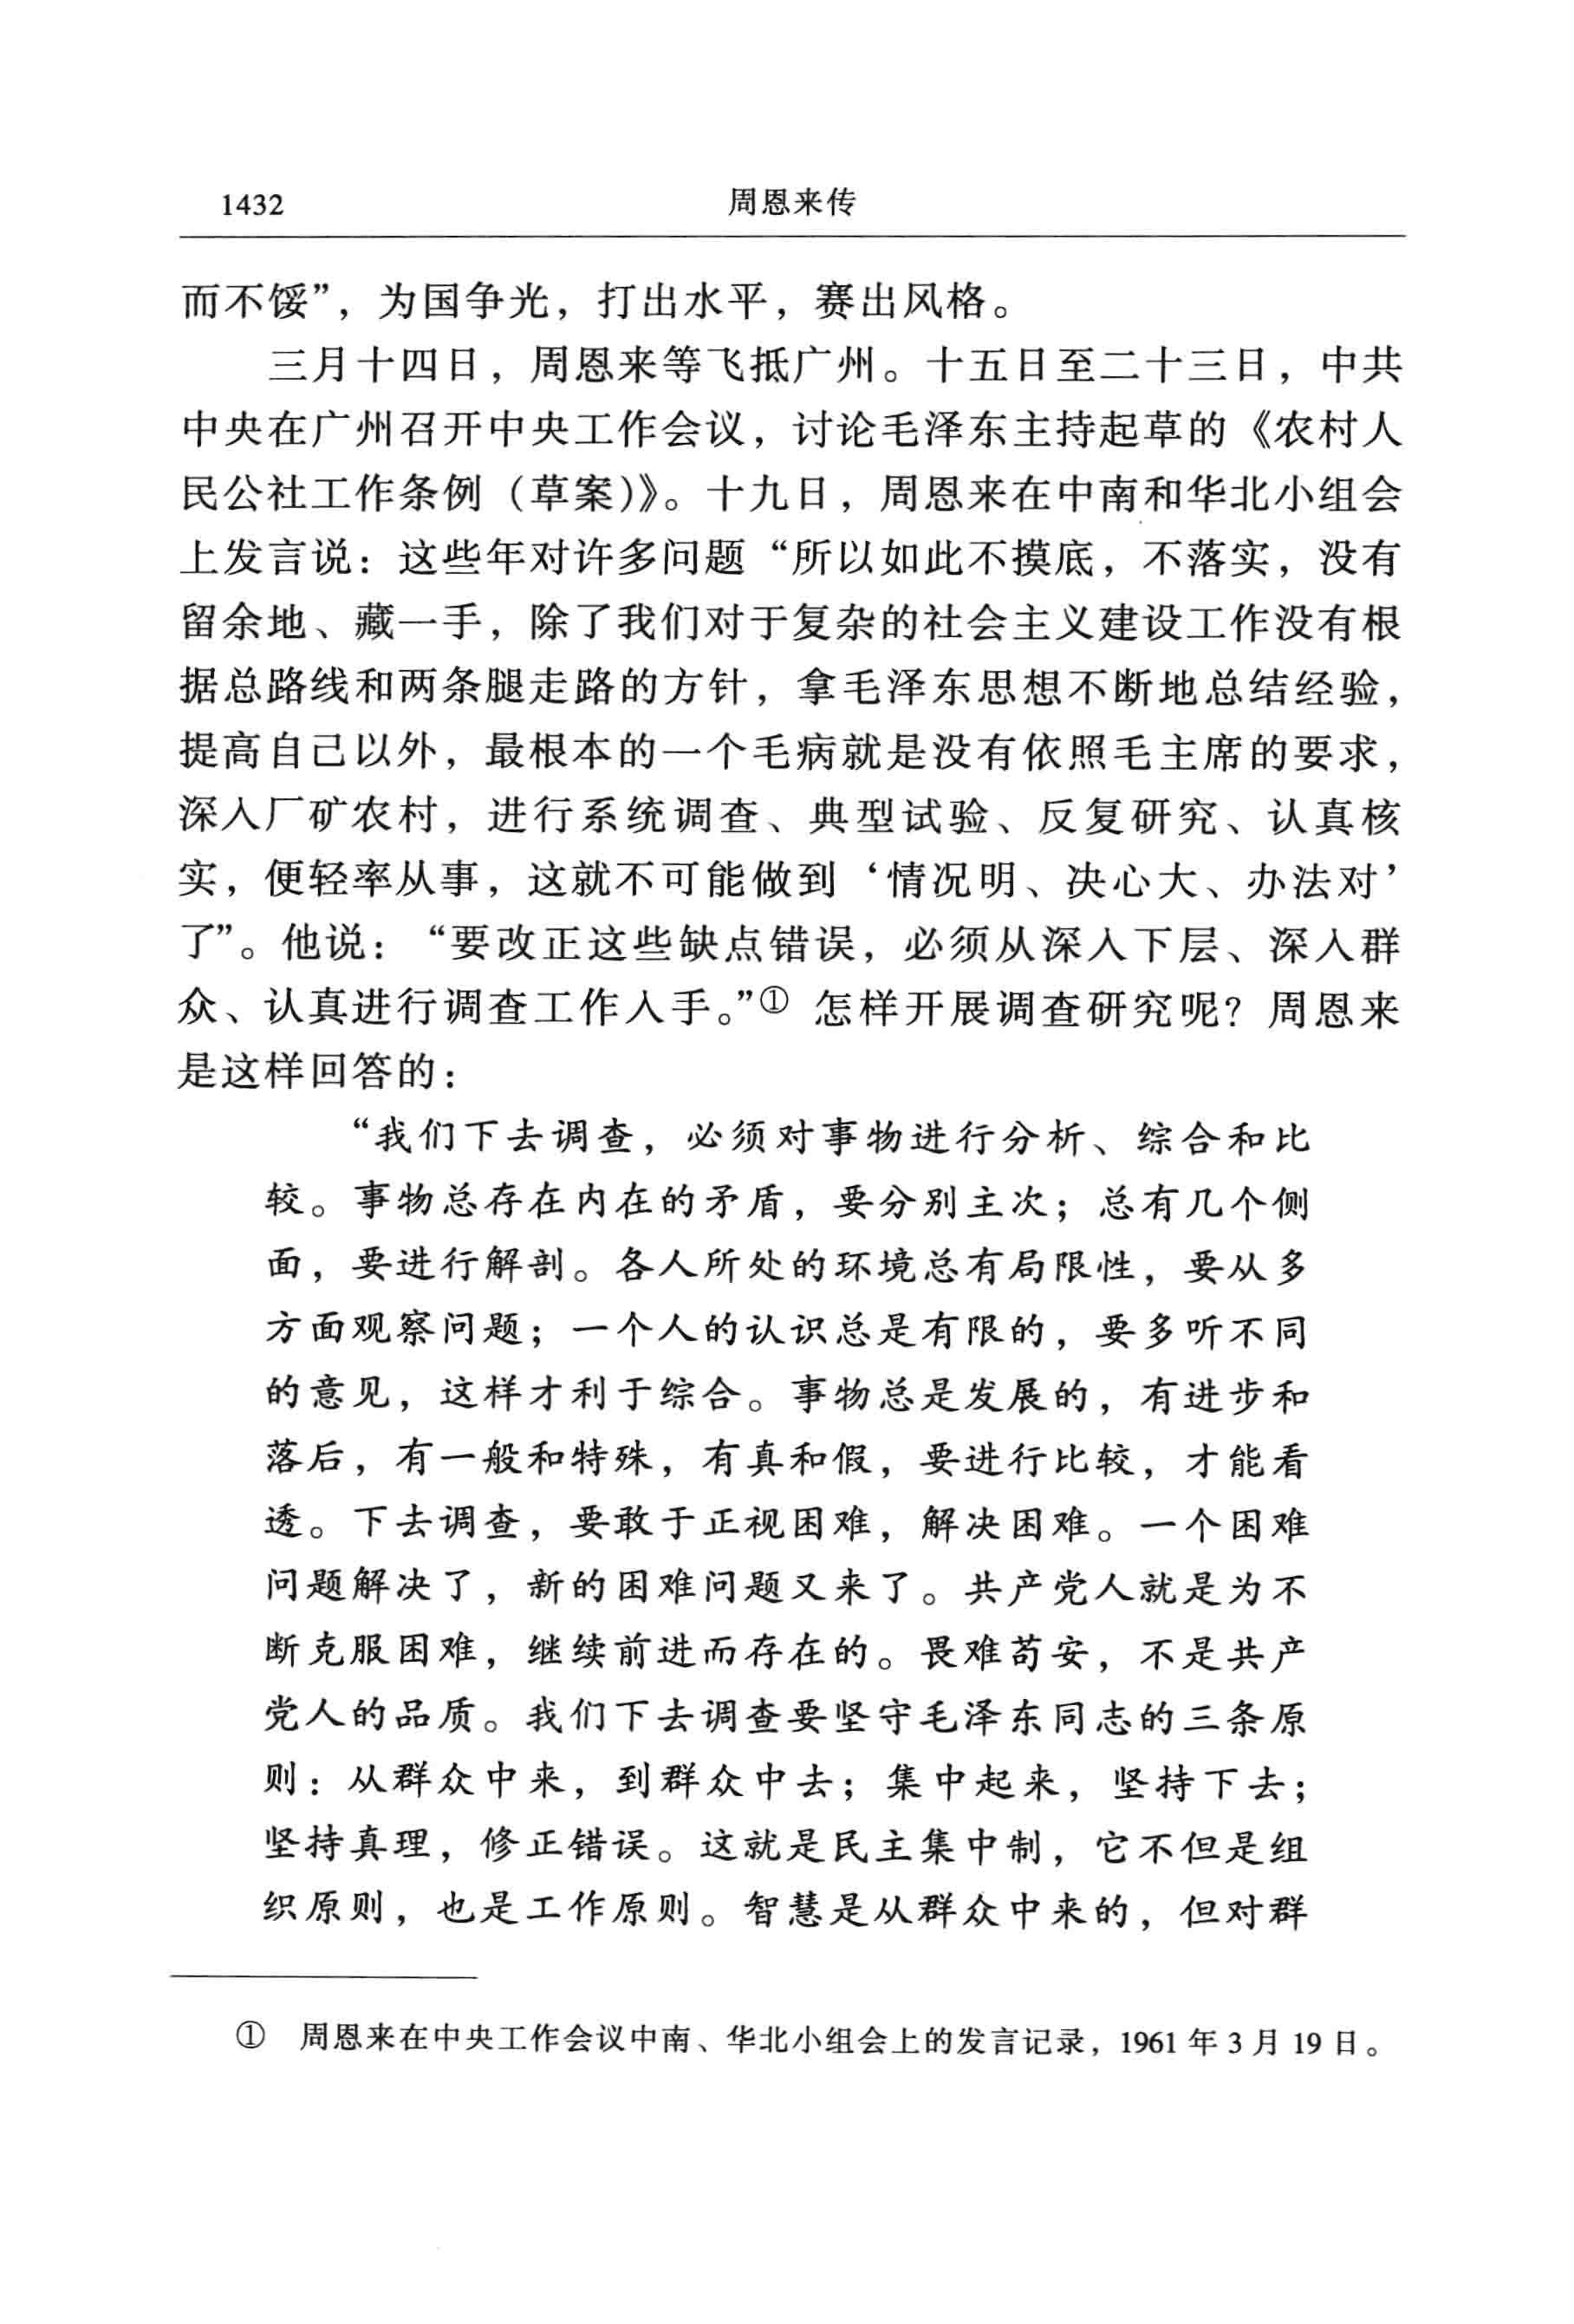 1432
周恩来传
而不馁”，为国争光，打出水平，赛出风格。
三月十四日，周恩来等飞抵广州。十五日至二十三日，中共
中央在广州召开中央工作会议，讨论毛泽东主持起草的《农村人
民公社工作条例（草案）》。十九日，周恩来在中南和华北小组会
上发言说：这些年对许多问题“所以如此不摸底，不落实，没有
留余地、藏一手，除了我们对于复杂的社会主义建设工作没有根
据总路线和两条腿走路的方针，拿毛泽东思想不断地总结经验，
提高自己以外，最根本的一个毛病就是没有依照毛主席的要求，
深入厂矿农村，进行系统调查、典型试验、反复研究、认真核
实，便轻率从事，这就不可能做到‘情况明、决心大、办法对’
了”。他说：“要改正这些缺点错误，必须从深入下层、深入群
众、认真进行调查工作入手。”① 怎样开展调查研究呢？周恩来
是这样回答的：
“我们下去调查，必须对事物进行分析、综合和比
较。事物总存在内在的矛盾，要分别主次；总有几个侧
面，要进行解剖。各人所处的环境总有局限性，要从多
方面观察问题；一个人的认识总是有限的，要多听不同
的意见，这样才利于综合。事物总是发展的，有进步和
落后，有一般和特殊，有真和假，要进行比较，才能看
透。下去调查，要敢于正视困难，解决困难。一个困难
问题解决了，新的困难问题又来了。共产党人就是为不
断克服困难，继续前进而存在的。畏难苟安，不是共产
党人的品质。我们下去调查要坚守毛泽东同志的三条原
则：从群众中来，到群众中去；集中起来，坚持下去；
坚持真理，修正错误。这就是民主集中制，它不但是组
织原则，也是工作原则。智慧是从群众中来的，但对群
① 周恩来在中央工作会议中南、华北小组会上的发言记录，1961 年 3 月 19 日。